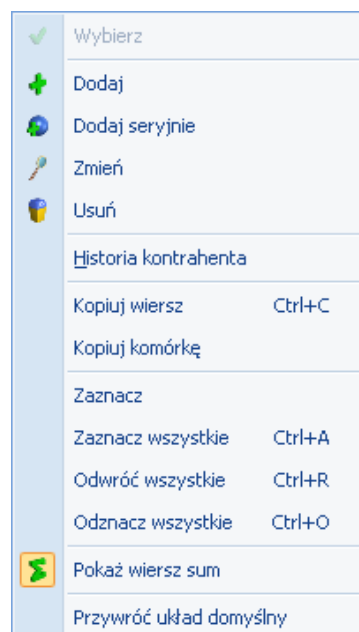 Wybierz
Dodaj
Dodaj seryjnie
Zmień
Usuń
Historia kontrahenta
Kopiuj wiersz Ctrl+C
Kopiuj komórkę
Zaznacz
Zaznacz wszystkie Ctrl+A
Odwróć wszystkie Ctrl+R
Odznacz wszystkie Ctrl+O
Pokaż wiersz sum
Przywróć układ domyślny